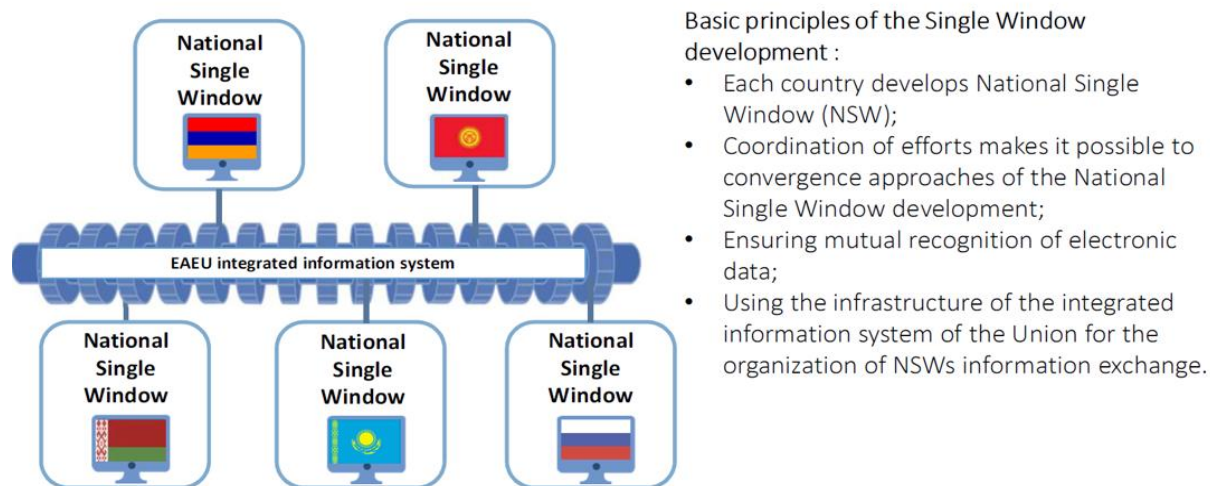 National
Single
Window
National
Single
Window
EAEU integrated information system
National
Single
Window
National
Single
Window
National
Single
Window
Basic principles of the Single Window
development :
• Each country develops National Single
Window (NSW);
• Coordination of efforts makes it possible to
convergence approaches of the National
Single Window development;
• Ensuring mutual recognition of electronic
data;
• Using the infrastructure of the integrated
information system of the Union for the
organization of NSWs information exchange.